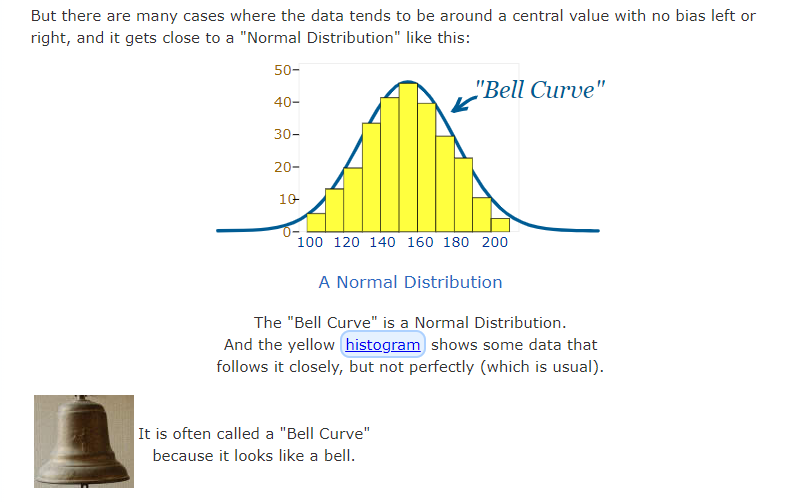 But there are many cases where the data tends to be around a central value with no bias left or
right, and it gets close to a "Normal Distribution" like this:
50
"Bell Curve"
40
30
20
10
0
100 120 140 160 180 200
A Normal Distribution
The "Bell Curve" is a Normal Distribution.
And the yellow histogram shows some data that
follows it closely, but not perfectly (which is usual).
It is often called a "Bell Curve"
because it looks like a bell.